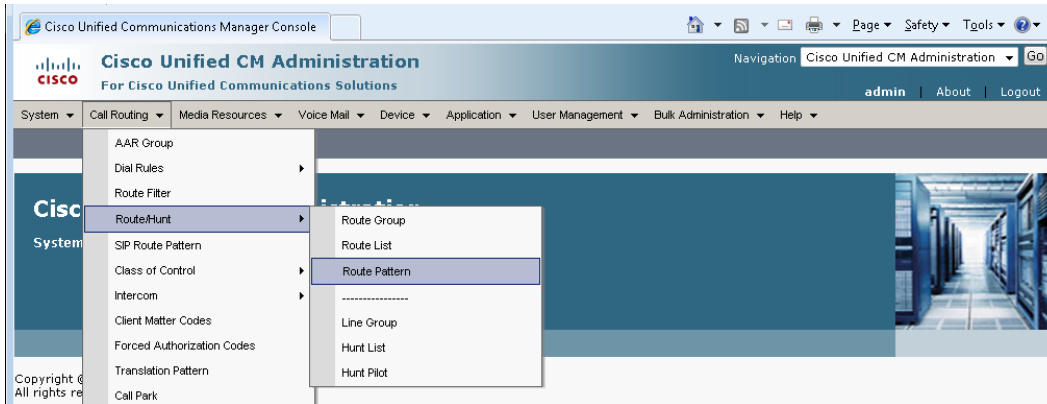 Cisco Unified Communications Manager Console
Page Safety Tools
cisco
Cisco Unified CM Administration
For Cisco Unified Communications Solutions
Navigation Cisco Unified CM Administration Go
admin | About | Logout
System Call Routing Media Resources Voice Mail Device Application User Management Bulk Administration Help
AAR Group
Dial Rules
Route Filter
Route/Hunt
SIP Route Pattern
Class of Control
Intercom
Client Matter Codes
Forced Authorization Codes
Translation Pattern
Call Park
Route Group
Route List
Route Pattern
----------------
Line Group
Hunt List
Hunt Pilot
Cisc
System
Copyright ©
All rights re